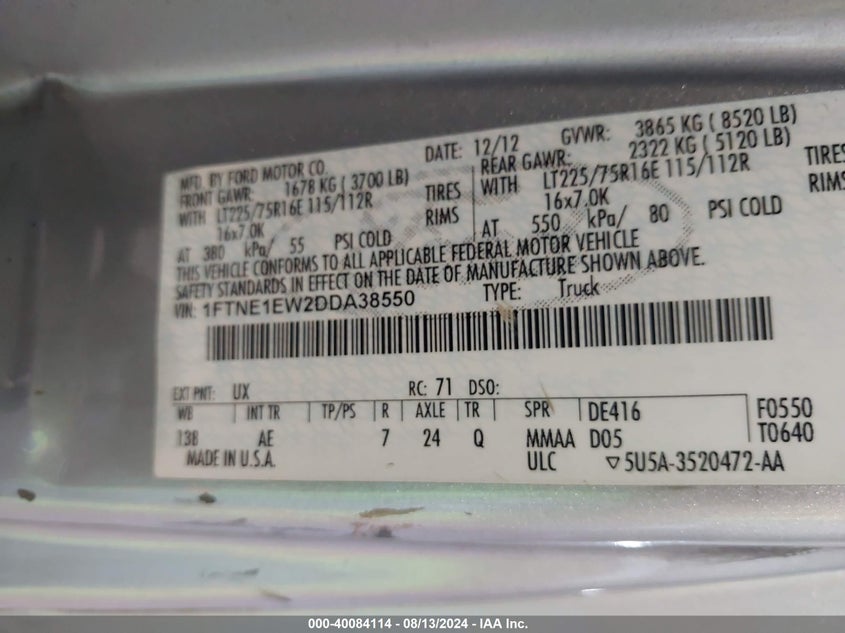 MFD. BY FORD MOTOR CO.
DATE: 12/12 GVWR: 3865 KG ( 8520 LB)
FRONT GAWR: 1678 KG ( 3700 LB)
REAR GAWR: 2322 KG ( 5120 LB)
WITH LT225/75R16E 115/112R TIRES
WITH LT225/75R16E 115/112R TIRES
16x7.0K RIMS
16x7.0K RIMS
AT 380 kPa/ 55 PSI COLD
AT 550 kPa/ 80 PSI COLD
THIS VEHICLE CONFORMS TO ALL APPLICABLE FEDERAL MOTOR VEHICLE
SAFETY STANDARDS IN EFFECT ON THE DATE OF MANUFACTURE SHOWN ABOVE.
VIN: 1FTNE1EW2DDA38550 TYPE: Truck
EXT PNT: UX RC: 71 DSO:
WB INT TR TP/PS R AXLE TR SPR DE416 F0550
138 AE 7 24 Q MMAA D05 T0640
MADE IN U.S.A. ULC ▽5U5A-3520472-AA
000-40084114 - 08/13/2024 - IAA Inc.